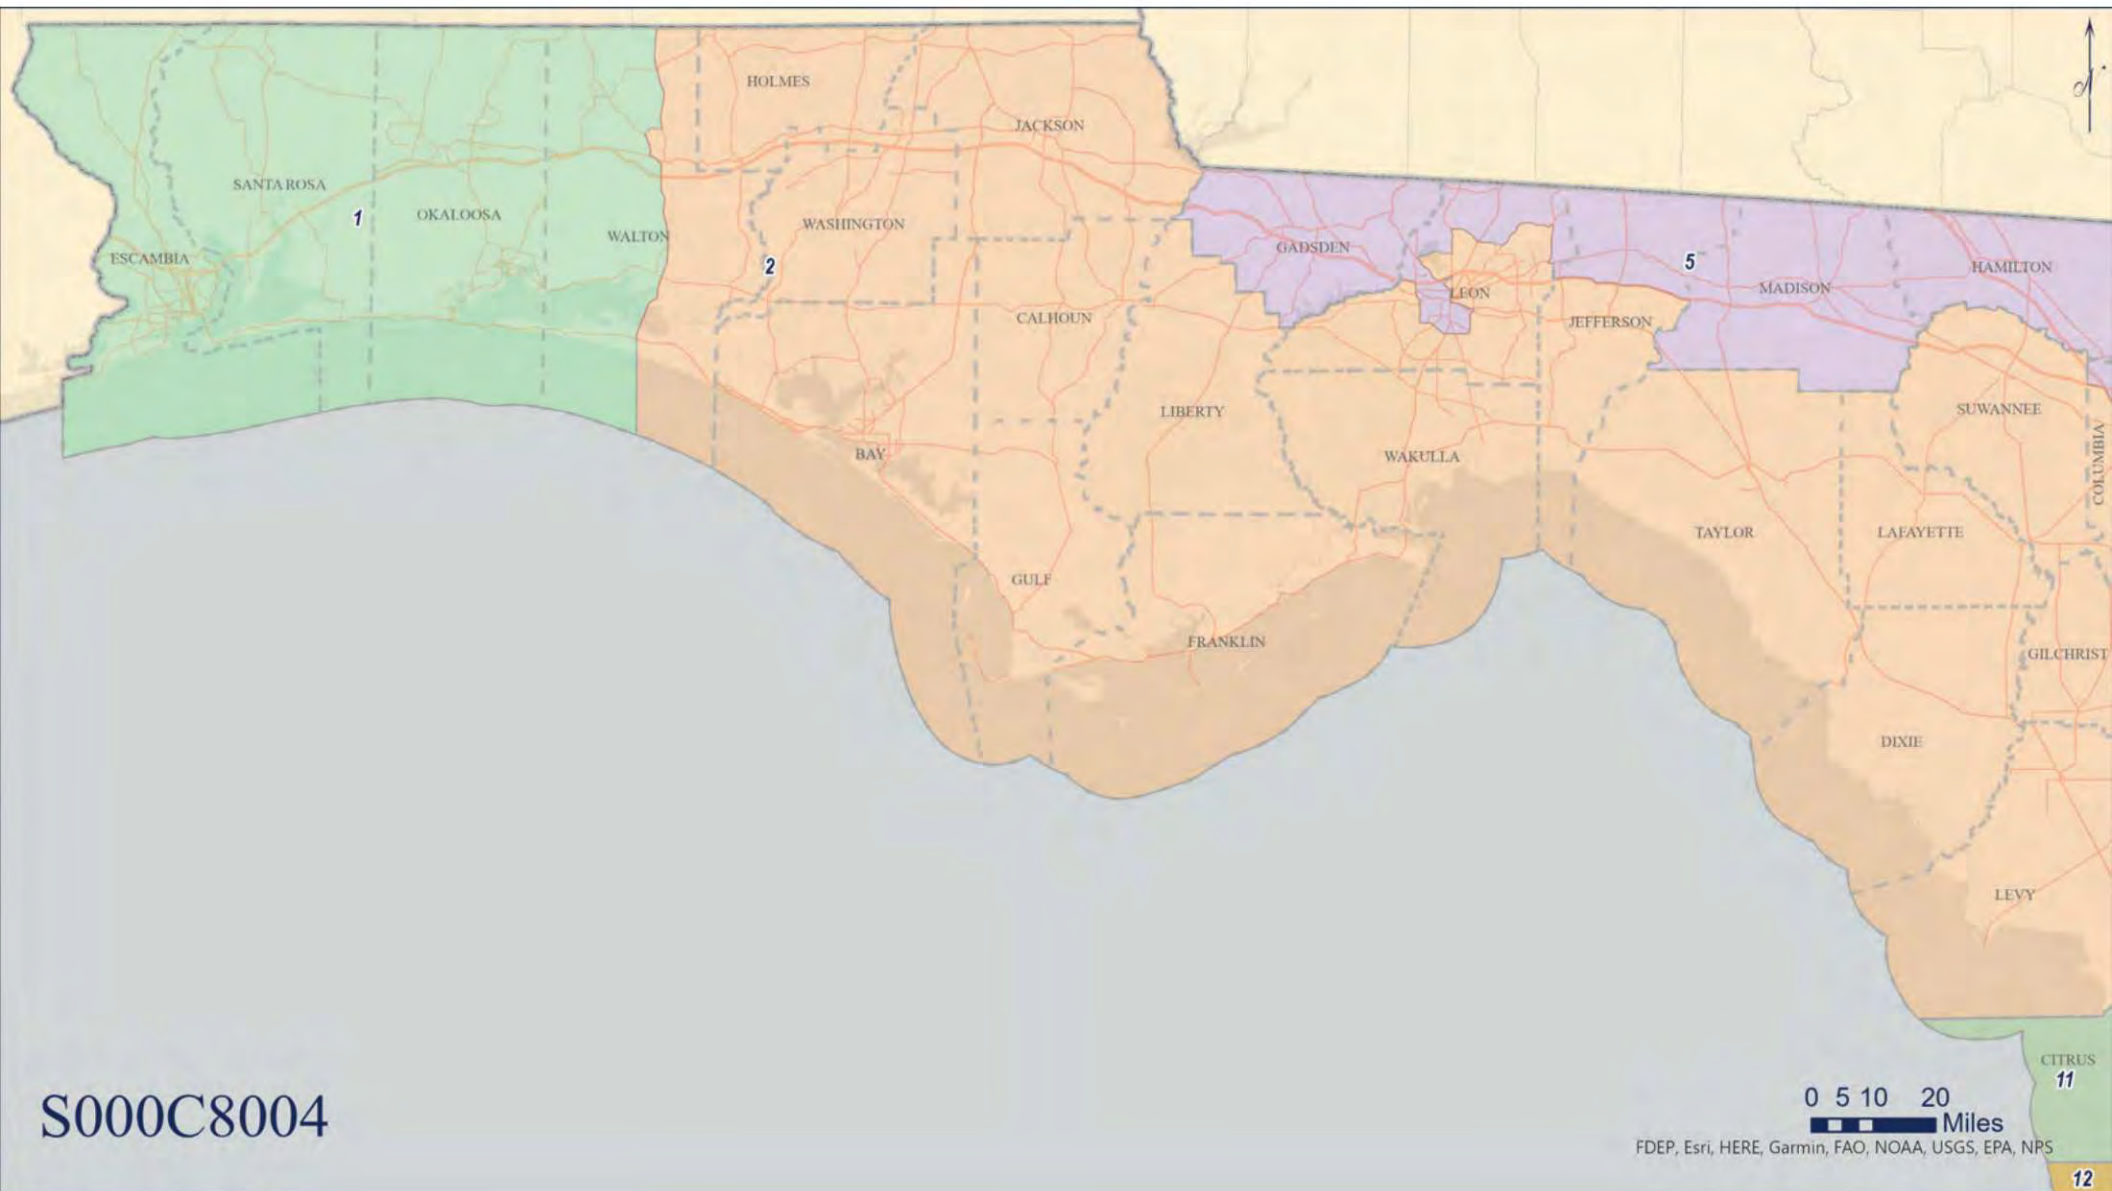 HOLMES
JACKSON
SANTA ROSA
1
OKALOOSA
WALTON
WASHINGTON
ESCAMBIA
2
GADSDEN
5
HAMILTON
LEON
MADISON
CALHOUN
JEFFERSON
LIBERTY
SUWANNEE
COLUMBIA
BAY
WAKULLA
TAYLOR
LAFAYETTE
GULF
FRANKLIN
GILCHRIST
DIXIE
LEVY
CITRUS
11
S000C8004
0 5 10 20
Miles
FDEP, Esri, HERE, Garmin, FAO, NOAA, USGS, EPA, NPS
12